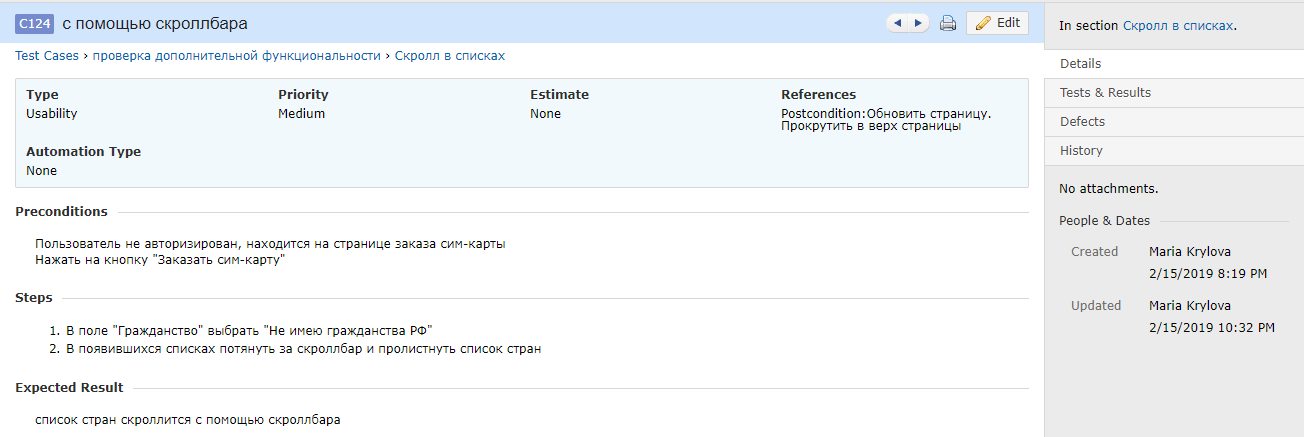 C124 с помощью скроллбара
Edit
Test Cases › проверка дополнительной функциональности › Скролл в списках
Type
Usability
Priority
Medium
Estimate
None
References
Postcondition:Обновить страницу.
Прокрутить в верх страницы
Automation Type
None
Preconditions
Пользователь не авторизирован, находится на странице заказа сим-карты
Нажать на кнопку "Заказать сим-карту"
Steps
1. В поле "Гражданство" выбрать "Не имею гражданства РФ"
2. В появившихся списках потянуть за скроллбар и пролистнуть список стран
Expected Result
список стран скроллится с помощью скроллбара
In section Скролл в списках.
Details
Tests & Results
Defects
History
No attachments.
People & Dates
Created Maria Krylova
2/15/2019 8:19 PM
Updated Maria Krylova
2/15/2019 10:32 PM